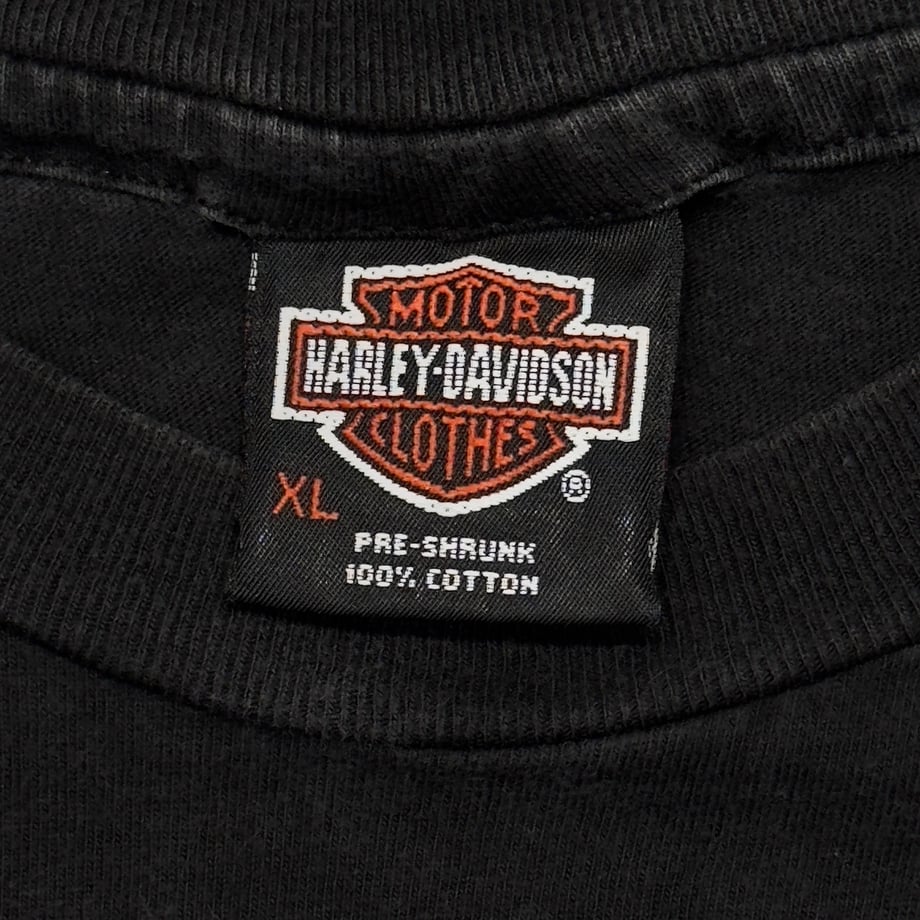 MOTOR
HARLEY-DAVIDSON
CLOTHES
®
XL
PRE-SHRUNK
100% COTTON